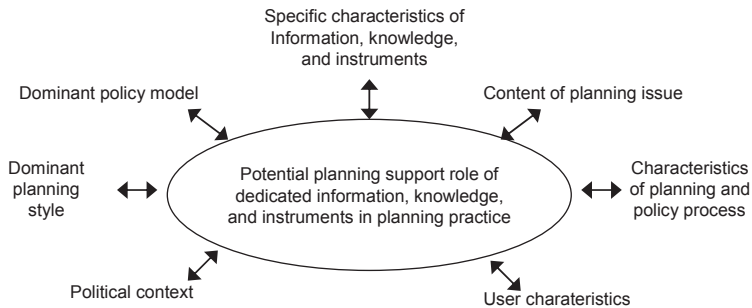 Specific characteristics of
Information, knowledge,
and instruments
Dominant policy model
Content of planning issue
Dominant
planning
style
Potential planning support role of
dedicated information, knowledge,
and instruments in planning practice
Characteristics
of planning and
policy process
Political context
User charateristics